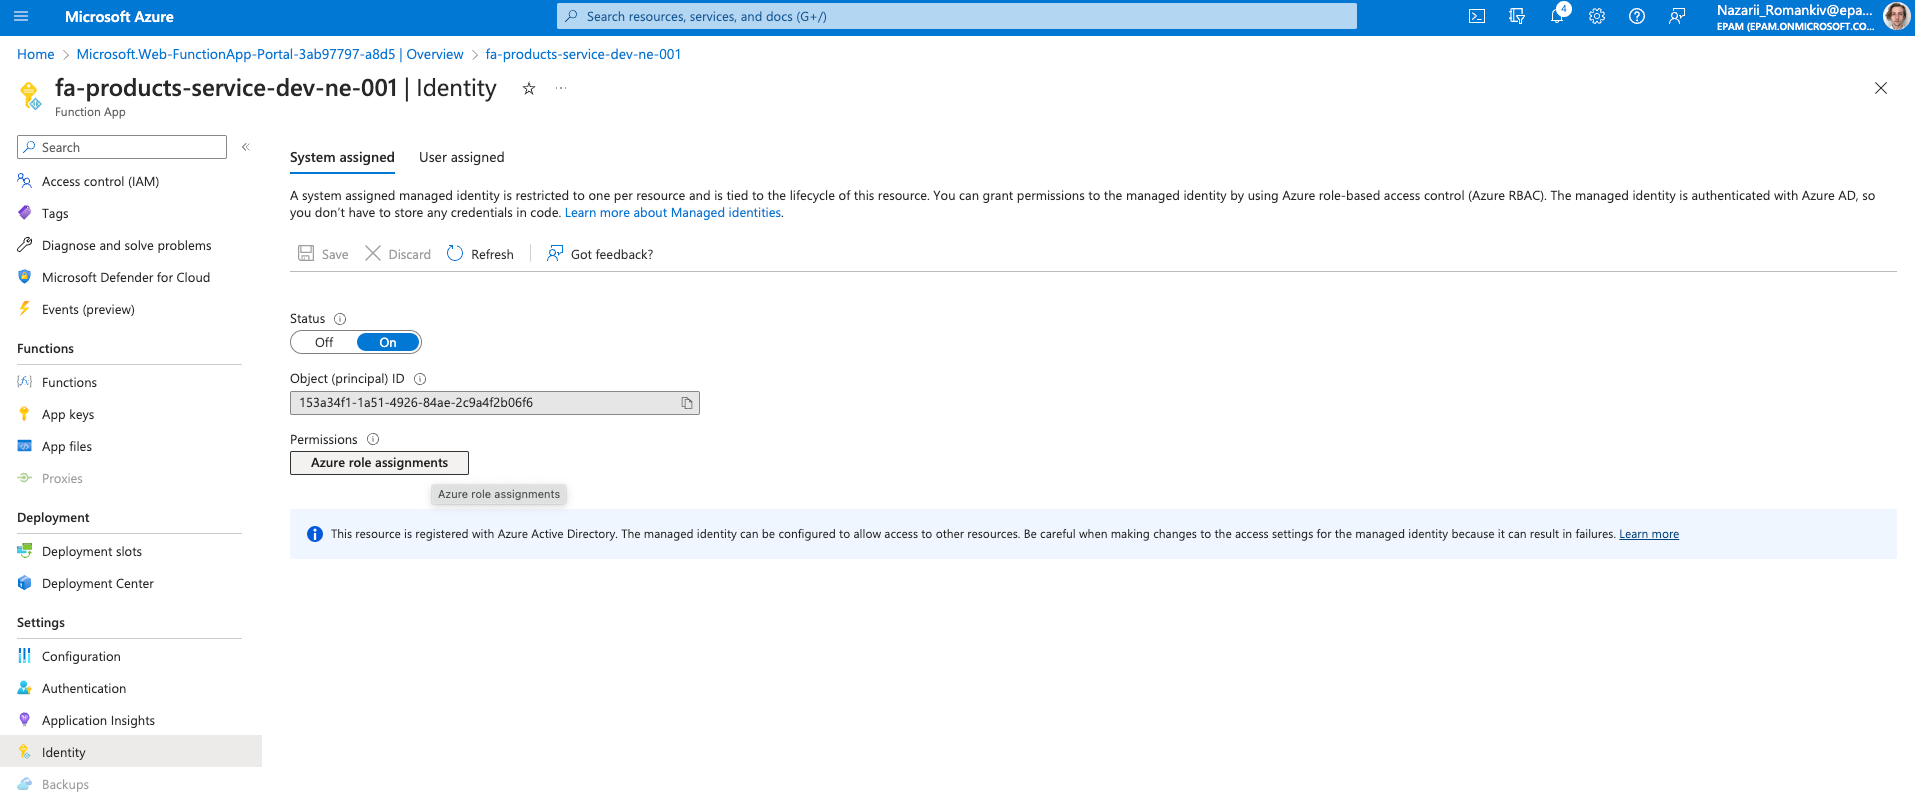 Microsoft Azure
Search resources, services, and docs (G+/)
4
Nazarii_Romankiv@epa...
EPAM (EPAM.ONMICROSOFT.CO...
Home > Microsoft.Web-FunctionApp-Portal-3ab97797-a8d5 | Overview > fa-products-service-dev-ne-001
fa-products-service-dev-ne-001 | Identity
Function App
Search
Access control (IAM)
Tags
Diagnose and solve problems
Microsoft Defender for Cloud
Events (preview)
Functions
Functions
App keys
App files
Proxies
Deployment
Deployment slots
Deployment Center
Settings
Configuration
Authentication
Application Insights
Identity
Backups
System assigned User assigned
A system assigned managed identity is restricted to one per resource and is tied to the lifecycle of this resource. You can grant permissions to the managed identity by using Azure role-based access control (Azure RBAC). The managed identity is authenticated with Azure AD, so
you don't have to store any credentials in code. Learn more about Managed identities.
Save Discard Refresh Got feedback?
Status
Off On
Object (principal) ID
153a34f1-1a51-4926-84ae-2c9a4f2b06f6
Permissions
Azure role assignments
Azure role assignments
This resource is registered with Azure Active Directory. The managed identity can be configured to allow access to other resources. Be careful when making changes to the access settings for the managed identity because it can result in failures. Learn more